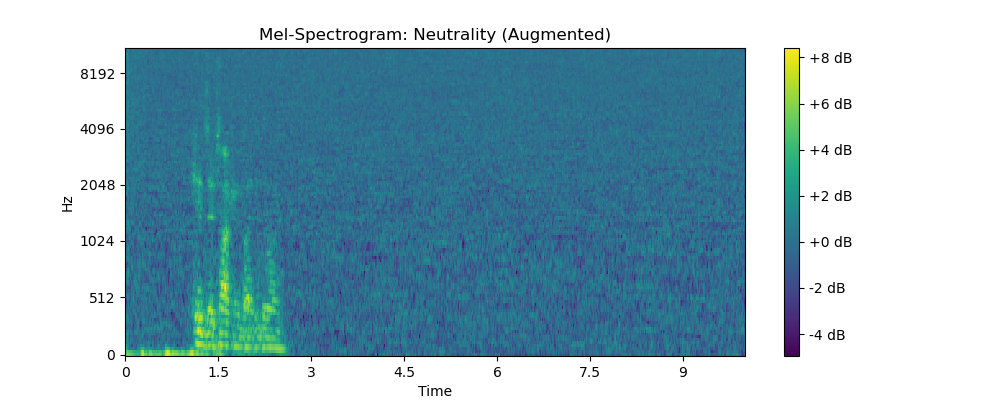 Mel-Spectrogram: Neutrality (Augmented)
8192
4096
2048
1024
512
0
Hz
0
1.5
3
4.5
6
7.5
9
Time
+8 dB
+6 dB
+4 dB
+2 dB
+0 dB
-2 dB
-4 dB